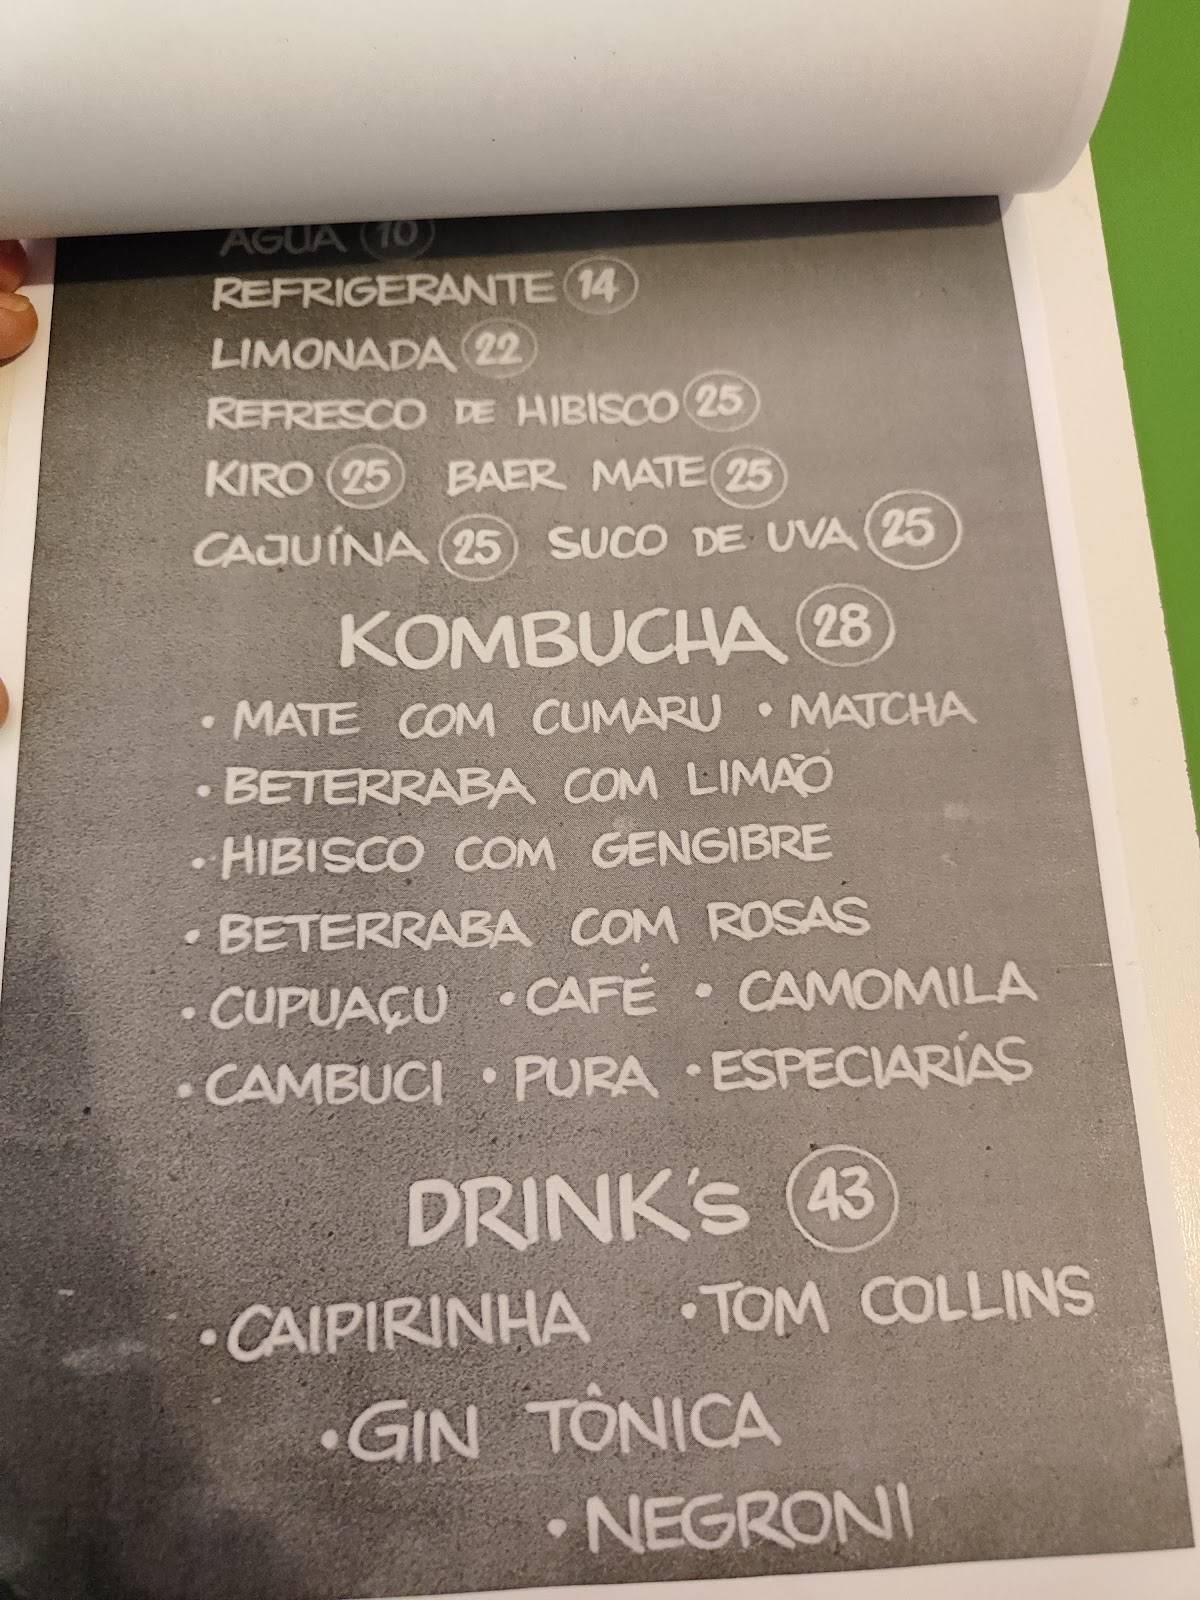 ÁGUA 10
REFRIGERANTE 14
LIMONADA 22
REFRESCO DE HIBISCO 25
KIRO 25 BAER MATE 25
CAJUÍNA 25 SUCO DE UVA 25
KOMBUCHA 28
• MATE COM CUMARU • MATCHA
• BETERRABA COM LIMÃO
• HIBISCO COM GENGIBRE
• BETERRABA COM ROSAS
• CUPUAÇU • CAFÉ • CAMOMILA
• CAMBUCI • PURA • ESPECIARÍAS
DRINK's 43
• CAIPIRINHA • TOM COLLINS
• GIN TÔNICA
• NEGRONI